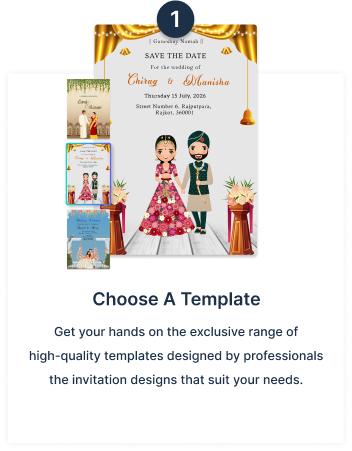 1
|| Ganeshay Namah ||
SAVE THE DATE
For the wedding of
Chirag & Manisha
Thursday 15 July, 2026
Street Number 6, Rajputpara,
Rajkot, 360001
Choose A Template
Get your hands on the exclusive range of
high-quality templates designed by professionals
the invitation designs that suit your needs.